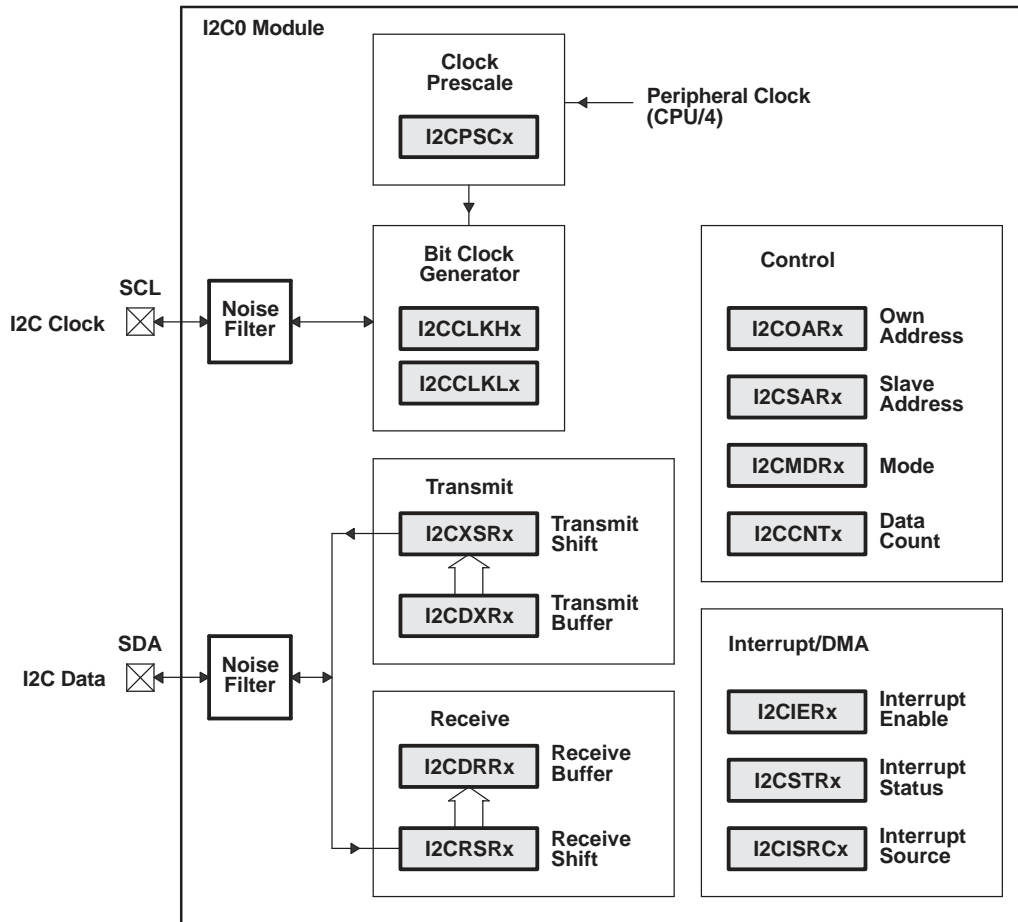 I2C0 Module
Clock
Prescale
I2CPSCx
Peripheral Clock
(CPU/4)
Bit Clock
Generator
I2CCLKHx
I2CCLKLx
SCL
I2C Clock
Noise
Filter
Control
I2COARx
Own
Address
I2CSARx
Slave
Address
I2CMDRx
Mode
I2CCNTx
Data
Count
Transmit
I2CXSRx
Transmit
Shift
I2CDXRx
Transmit
Buffer
SDA
I2C Data
Noise
Filter
Receive
I2CDRRx
Receive
Buffer
I2CRSRx
Receive
Shift
Interrupt/DMA
I2CIERx
Interrupt
Enable
I2CSTRx
Interrupt
Status
I2CISRCx
Interrupt
Source